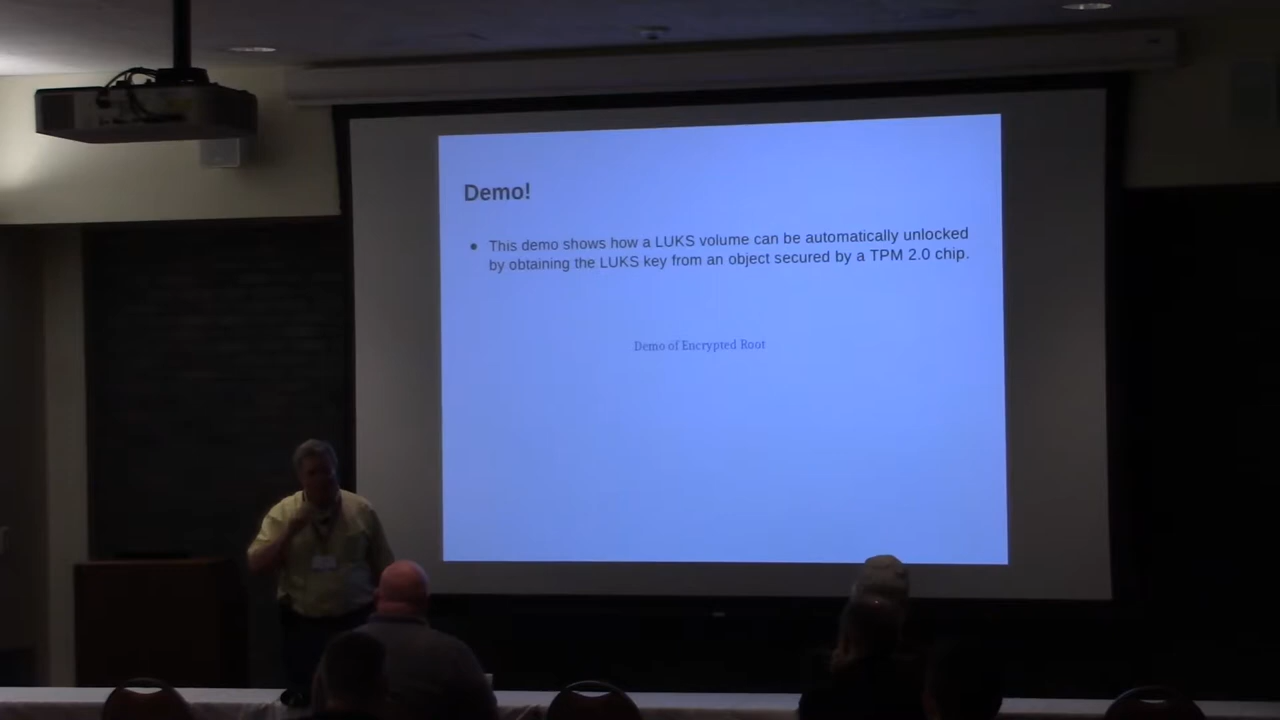 Demo!
• This demo shows how a LUKS volume can be automatically unlocked
by obtaining the LUKS key from an object secured by a TPM 2.0 chip.
Demo of Encrypted Root